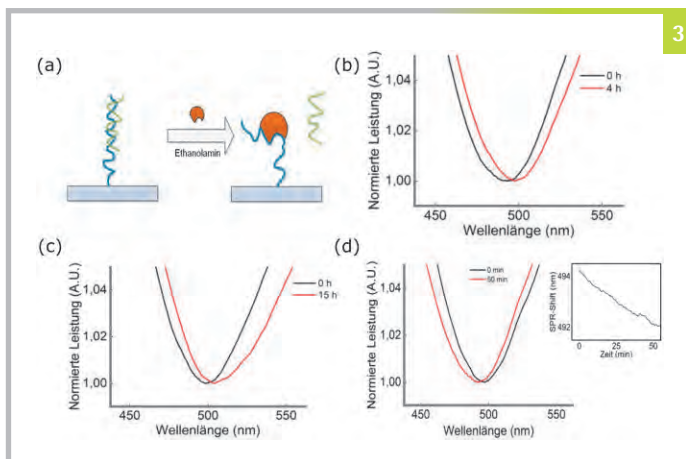 3
(a)
Ethanolamin
(b)
Normierte Leistung (A.U.)
1,04
1,02
1,00
0 h
4 h
450
500
550
Wellenlänge (nm)
(c)
Normierte Leistung (A.U.)
1,04
1,02
1,00
0 h
15 h
450
500
550
Wellenlänge (nm)
(d)
Normierte Leistung (A.U.)
1,04
1,02
1,00
0 min
450
500
550
Wellenlänge (nm)
SPR-Shift (nm)
494
492
0
25
50
Zeit (min)